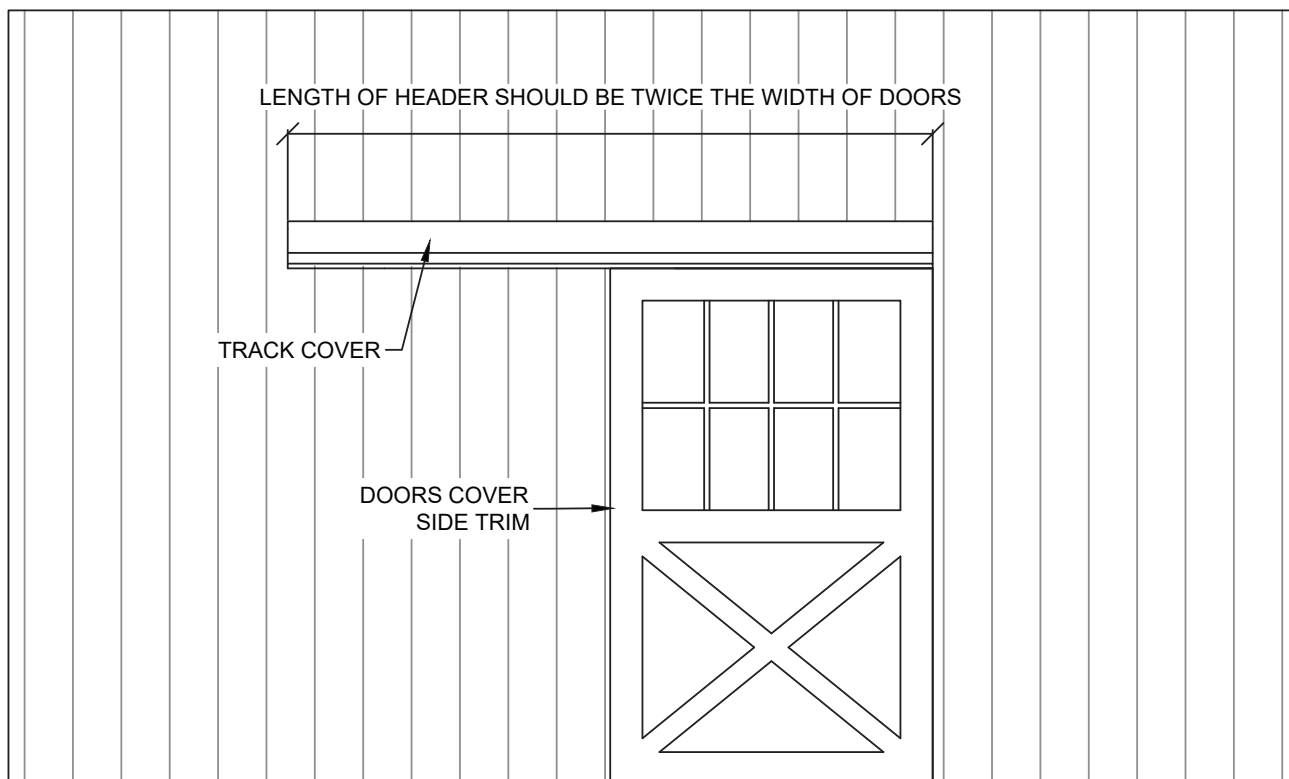 LENGTH OF HEADER SHOULD BE TWICE THE WIDTH OF DOORS
TRACK COVER
DOORS COVER
SIDE TRIM